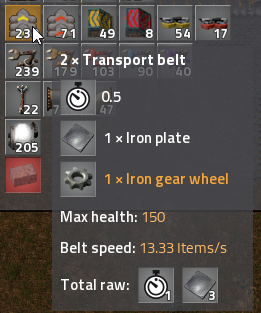 23 71 49 8 54 17
239 179 103 90 40
2 × Transport belt
22 0.5
47
1 × Iron plate
205
1 × Iron gear wheel
Max health: 150
Belt speed: 13.33 Items/s
Total raw: 1 3